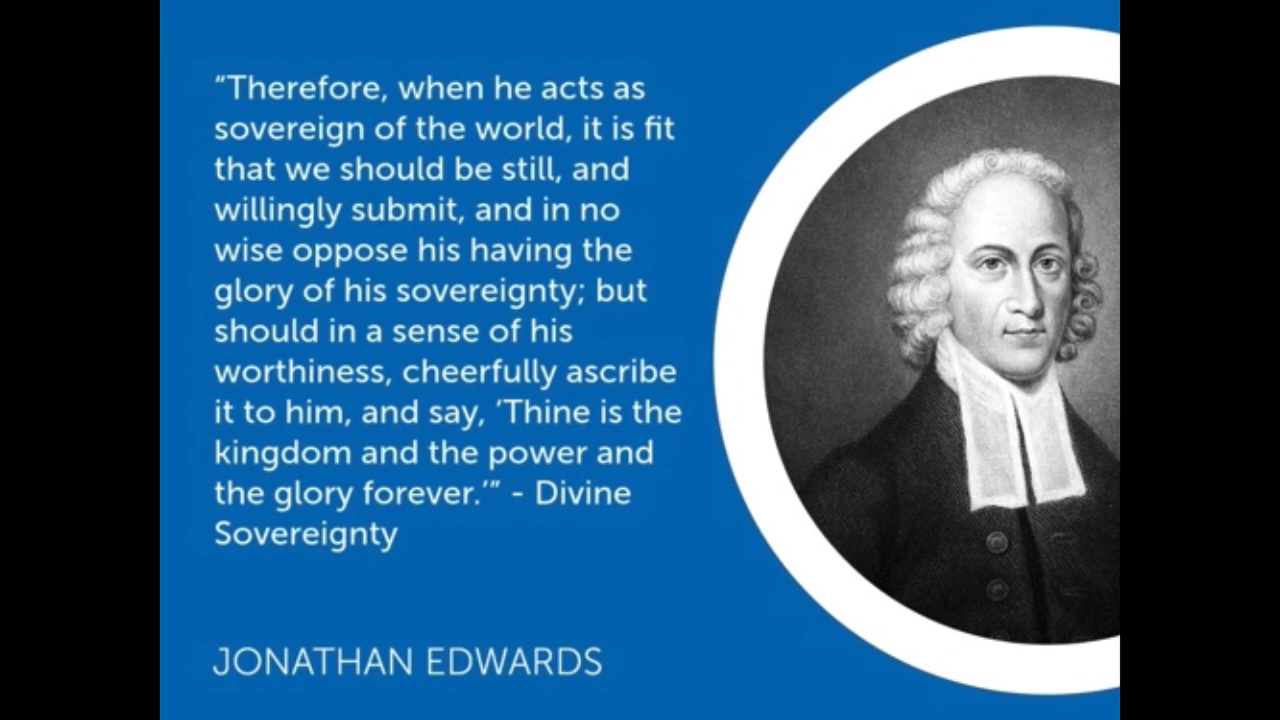 “Therefore, when he acts as
sovereign of the world, it is fit
that we should be still, and
willingly submit, and in no
wise oppose his having the
glory of his sovereignty; but
should in a sense of his
worthiness, cheerfully ascribe
it to him, and say, ‘Thine is the
kingdom and the power and
the glory forever.’” - Divine
Sovereignty
JONATHAN EDWARDS